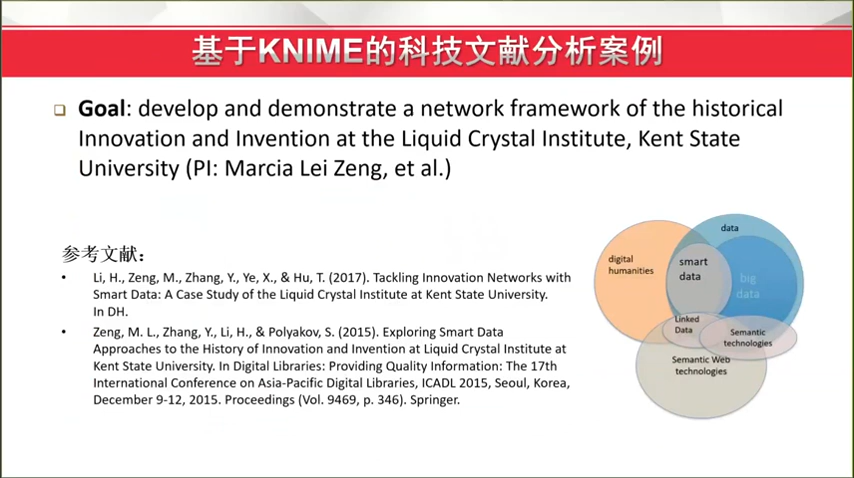 基于KNIME的科技文献分析案例
Goal: develop and demonstrate a network framework of the historical
Innovation and Invention at the Liquid Crystal Institute, Kent State
University (PI: Marcia Lei Zeng, et al.)
参考文献：
• Li, H., Zeng, M., Zhang, Y., Ye, X., & Hu, T. (2017). Tackling Innovation Networks with
Smart Data: A Case Study of the Liquid Crystal Institute at Kent State University.
In DH.
• Zeng, M. L., Zhang, Y., Li, H., & Polyakov, S. (2015). Exploring Smart Data
Approaches to the History of Innovation and Invention at Liquid Crystal Institute at
Kent State University. In Digital Libraries: Providing Quality Information: The 17th
International Conference on Asia-Pacific Digital Libraries, ICADL 2015, Seoul, Korea,
December 9-12, 2015. Proceedings (Vol. 9469, p. 346). Springer.
data
digital
humanities
smart
data
big
data
Linked
Data
Semantic
technologies
Semantic Web
technologies